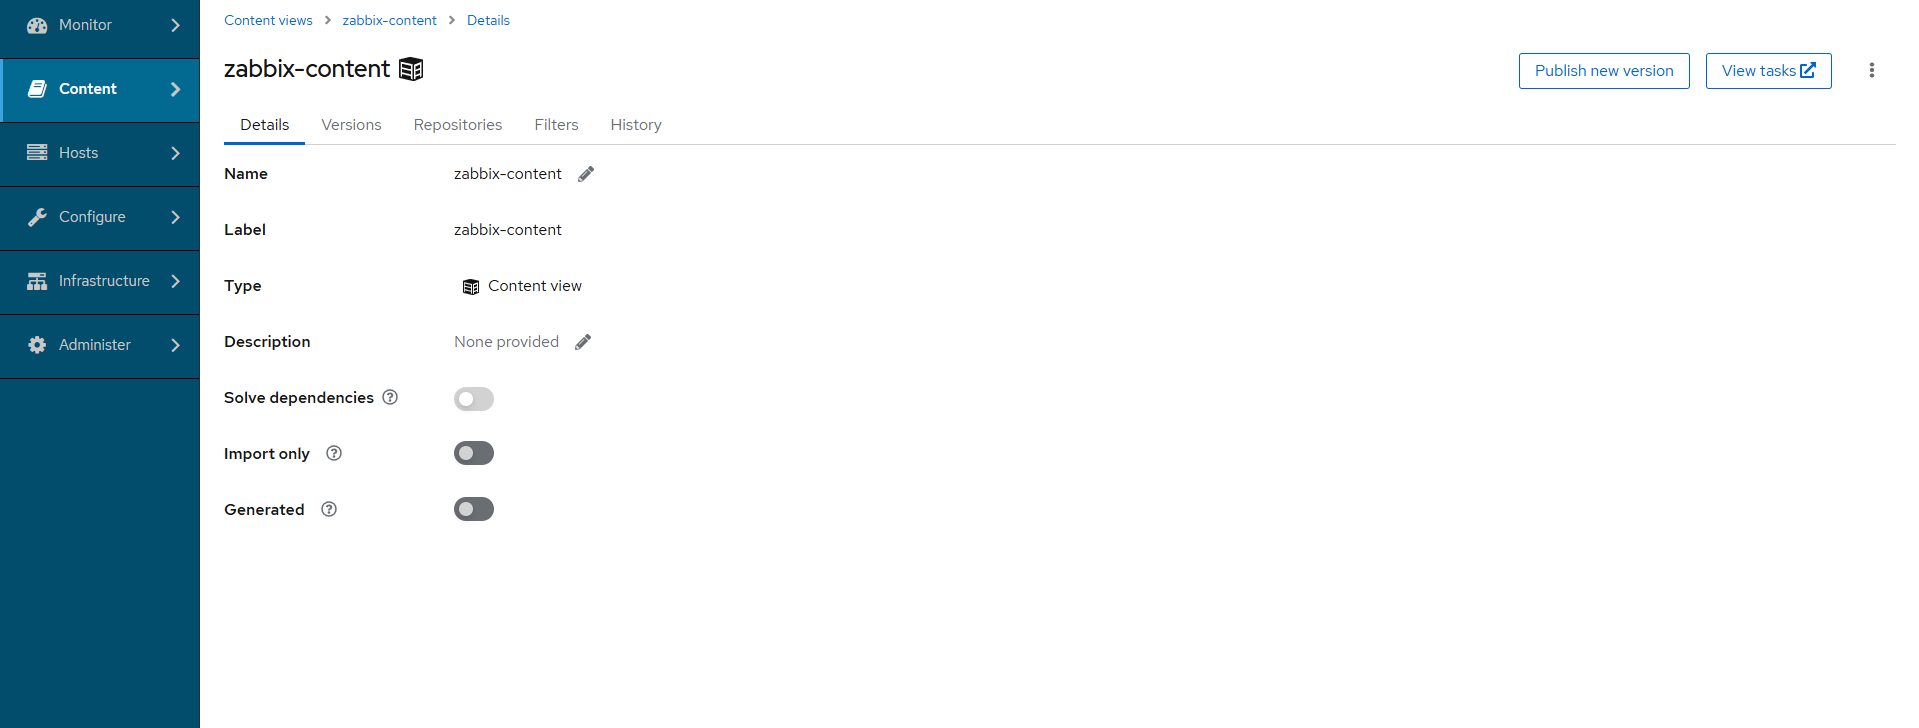 Monitor
Content
Hosts
Configure
Infrastructure
Administer
Content views > zabbix-content > Details
zabbix-content
Publish new version
View tasks
Details
Versions
Repositories
Filters
History
Name zabbix-content
Label zabbix-content
Type Content view
Description None provided
Solve dependencies
Import only
Generated